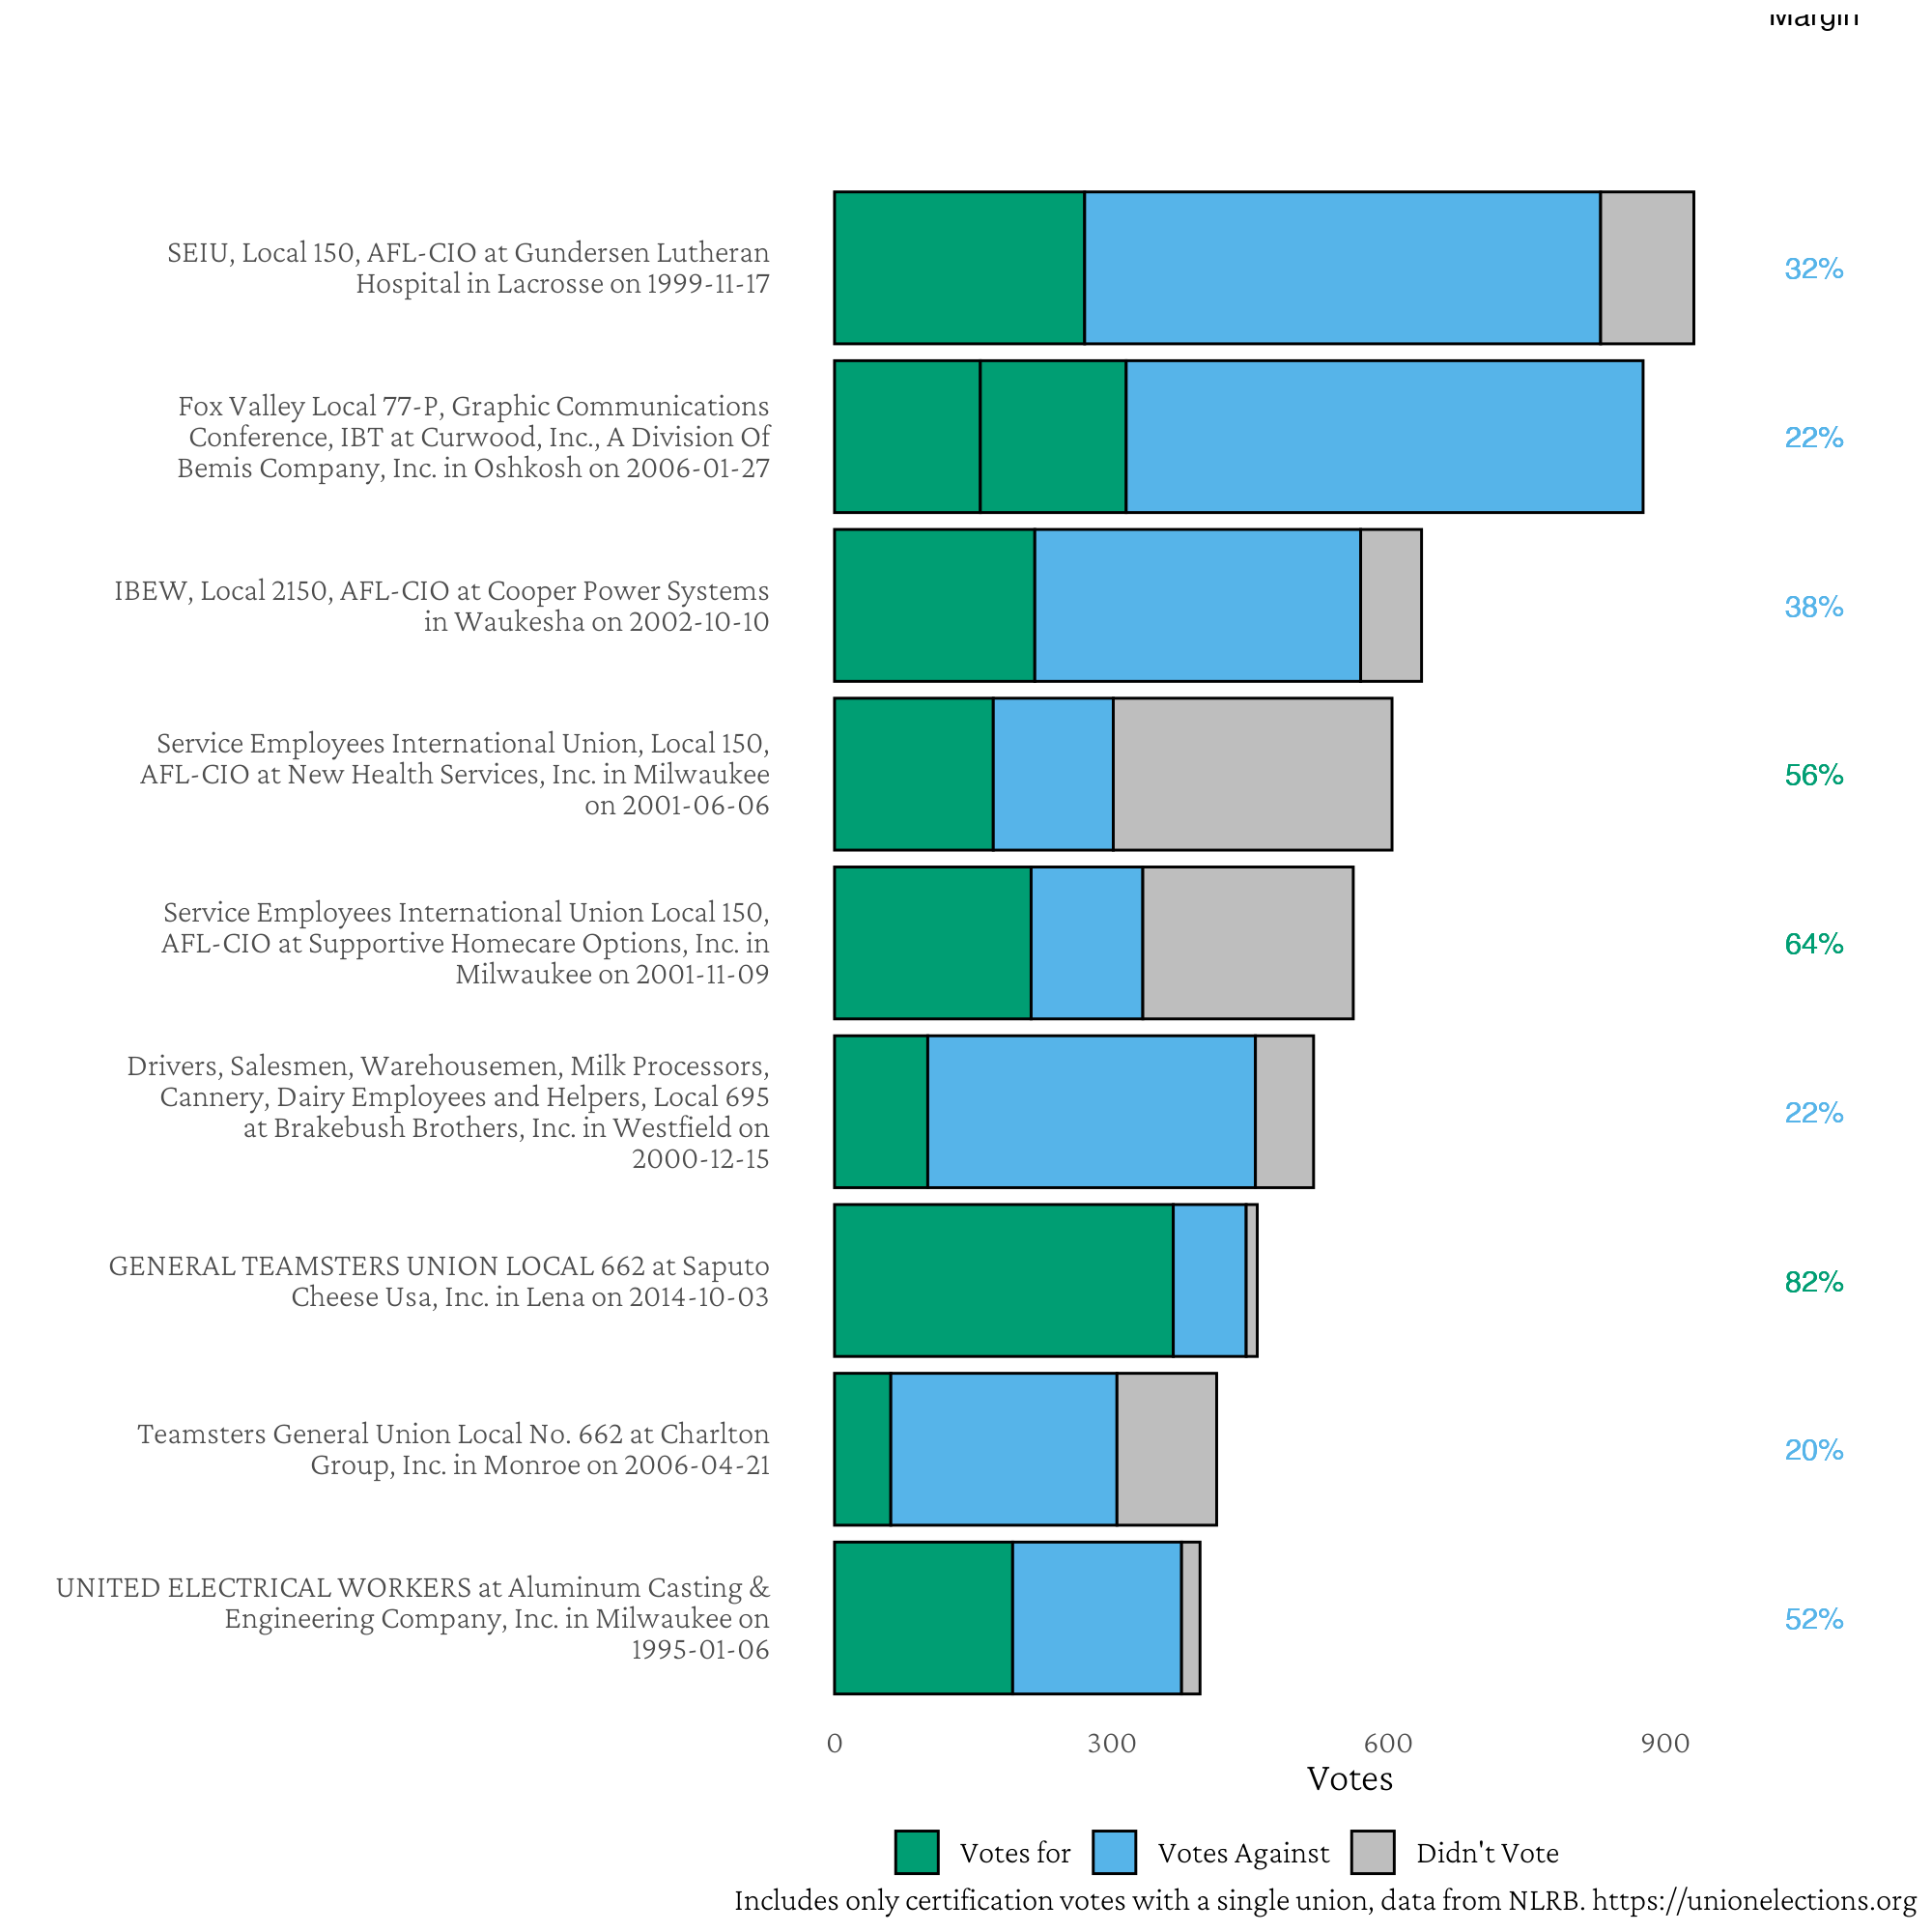 Margin
SEIU, Local 150, AFL-CIO at Gundersen Lutheran
Hospital in Lacrosse on 1999-11-17
32%
Fox Valley Local 77-P, Graphic Communications
Conference, IBT at Curwood, Inc., A Division Of
Bemis Company, Inc. in Oshkosh on 2006-01-27
22%
IBEW, Local 2150, AFL-CIO at Cooper Power Systems
in Waukesha on 2002-10-10
38%
Service Employees International Union, Local 150,
AFL-CIO at New Health Services, Inc. in Milwaukee
on 2001-06-06
56%
Service Employees International Union Local 150,
AFL-CIO at Supportive Homecare Options, Inc. in
Milwaukee on 2001-11-09
64%
Drivers, Salesmen, Warehousemen, Milk Processors,
Cannery, Dairy Employees and Helpers, Local 695
at Brakebush Brothers, Inc. in Westfield on
2000-12-15
22%
GENERAL TEAMSTERS UNION LOCAL 662 at Saputo
Cheese Usa, Inc. in Lena on 2014-10-03
82%
Teamsters General Union Local No. 662 at Charlton
Group, Inc. in Monroe on 2006-04-21
20%
UNITED ELECTRICAL WORKERS at Aluminum Casting &
Engineering Company, Inc. in Milwaukee on
1995-01-06
52%
0 300 600 900
Votes
Votes for Votes Against Didn't Vote
Includes only certification votes with a single union, data from NLRB. https://unionelections.org